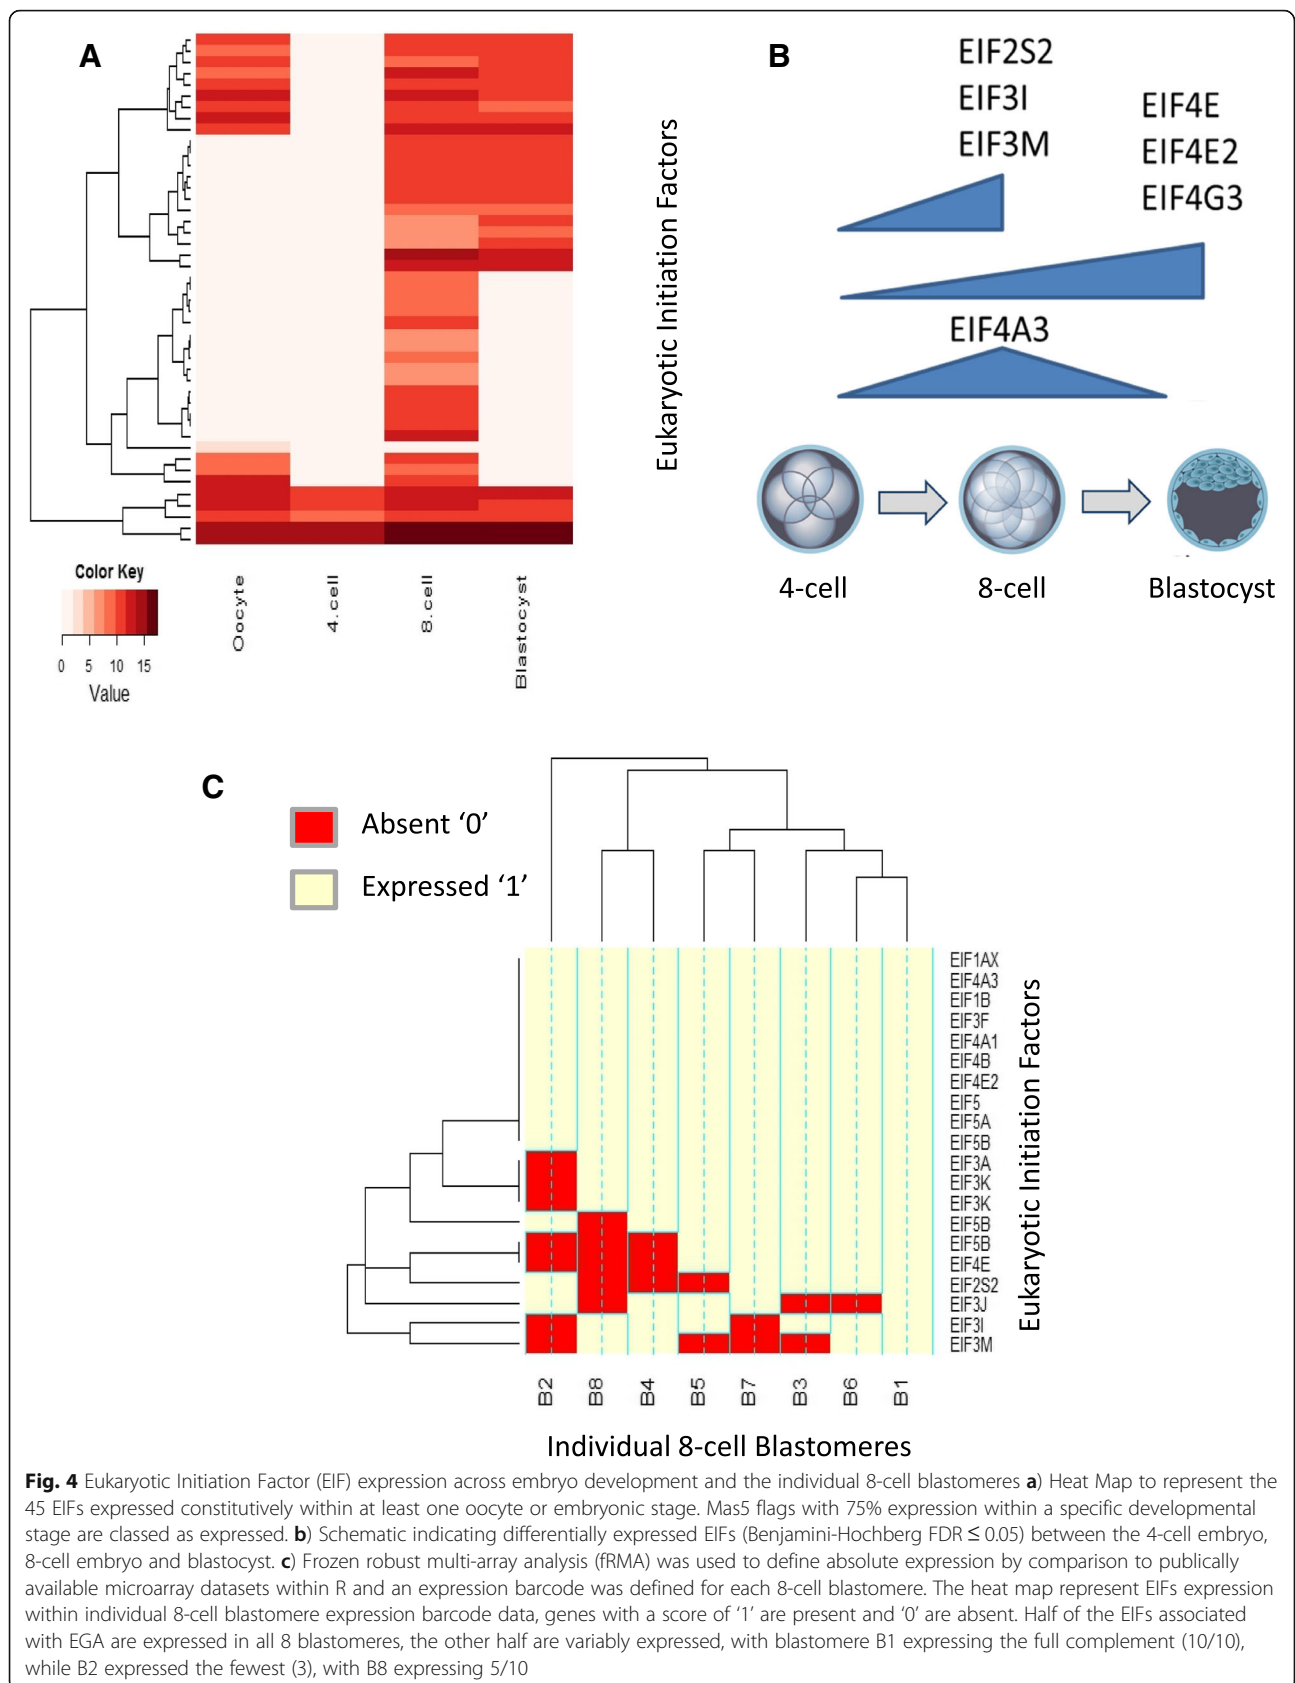 A
Eukaryotic Initiation Factors
Color Key
0 5 10 15
Value
Oocyte
4.cell
8.cell
Blastocyst
B
EIF2S2
EIF3I
EIF3M
EIF4E
EIF4E2
EIF4G3
EIF4A3
4-cell
8-cell
Blastocyst
C
Absent ‘0’
Expressed ‘1’
EIF1AX
EIF4A3
EIF1B
EIF3F
EIF4A1
EIF4B
EIF4E2
EIF5
EIF5A
EIF5B
EIF3A
EIF3K
EIF3K
EIF5B
EIF5B
EIF4E
EIF2S2
EIF3J
EIF3I
EIF3M
Eukaryotic Initiation Factors
B2
B8
B4
B5
B7
B3
B6
B1
Individual 8-cell Blastomeres
Fig. 4 Eukaryotic Initiation Factor (EIF) expression across embryo development and the individual 8-cell blastomeres a) Heat Map to represent the
45 EIFs expressed constitutively within at least one oocyte or embryonic stage. Mas5 flags with 75% expression within a specific developmental
stage are classed as expressed. b) Schematic indicating differentially expressed EIFs (Benjamini-Hochberg FDR ≤ 0.05) between the 4-cell embryo,
8-cell embryo and blastocyst. c) Frozen robust multi-array analysis (fRMA) was used to define absolute expression by comparison to publically
available microarray datasets within R and an expression barcode was defined for each 8-cell blastomere. The heat map represent EIFs expression
within individual 8-cell blastomere expression barcode data, genes with a score of ‘1’ are present and ‘0’ are absent. Half of the EIFs associated
with EGA are expressed in all 8 blastomeres, the other half are variably expressed, with blastomere B1 expressing the full complement (10/10),
while B2 expressed the fewest (3), with B8 expressing 5/10